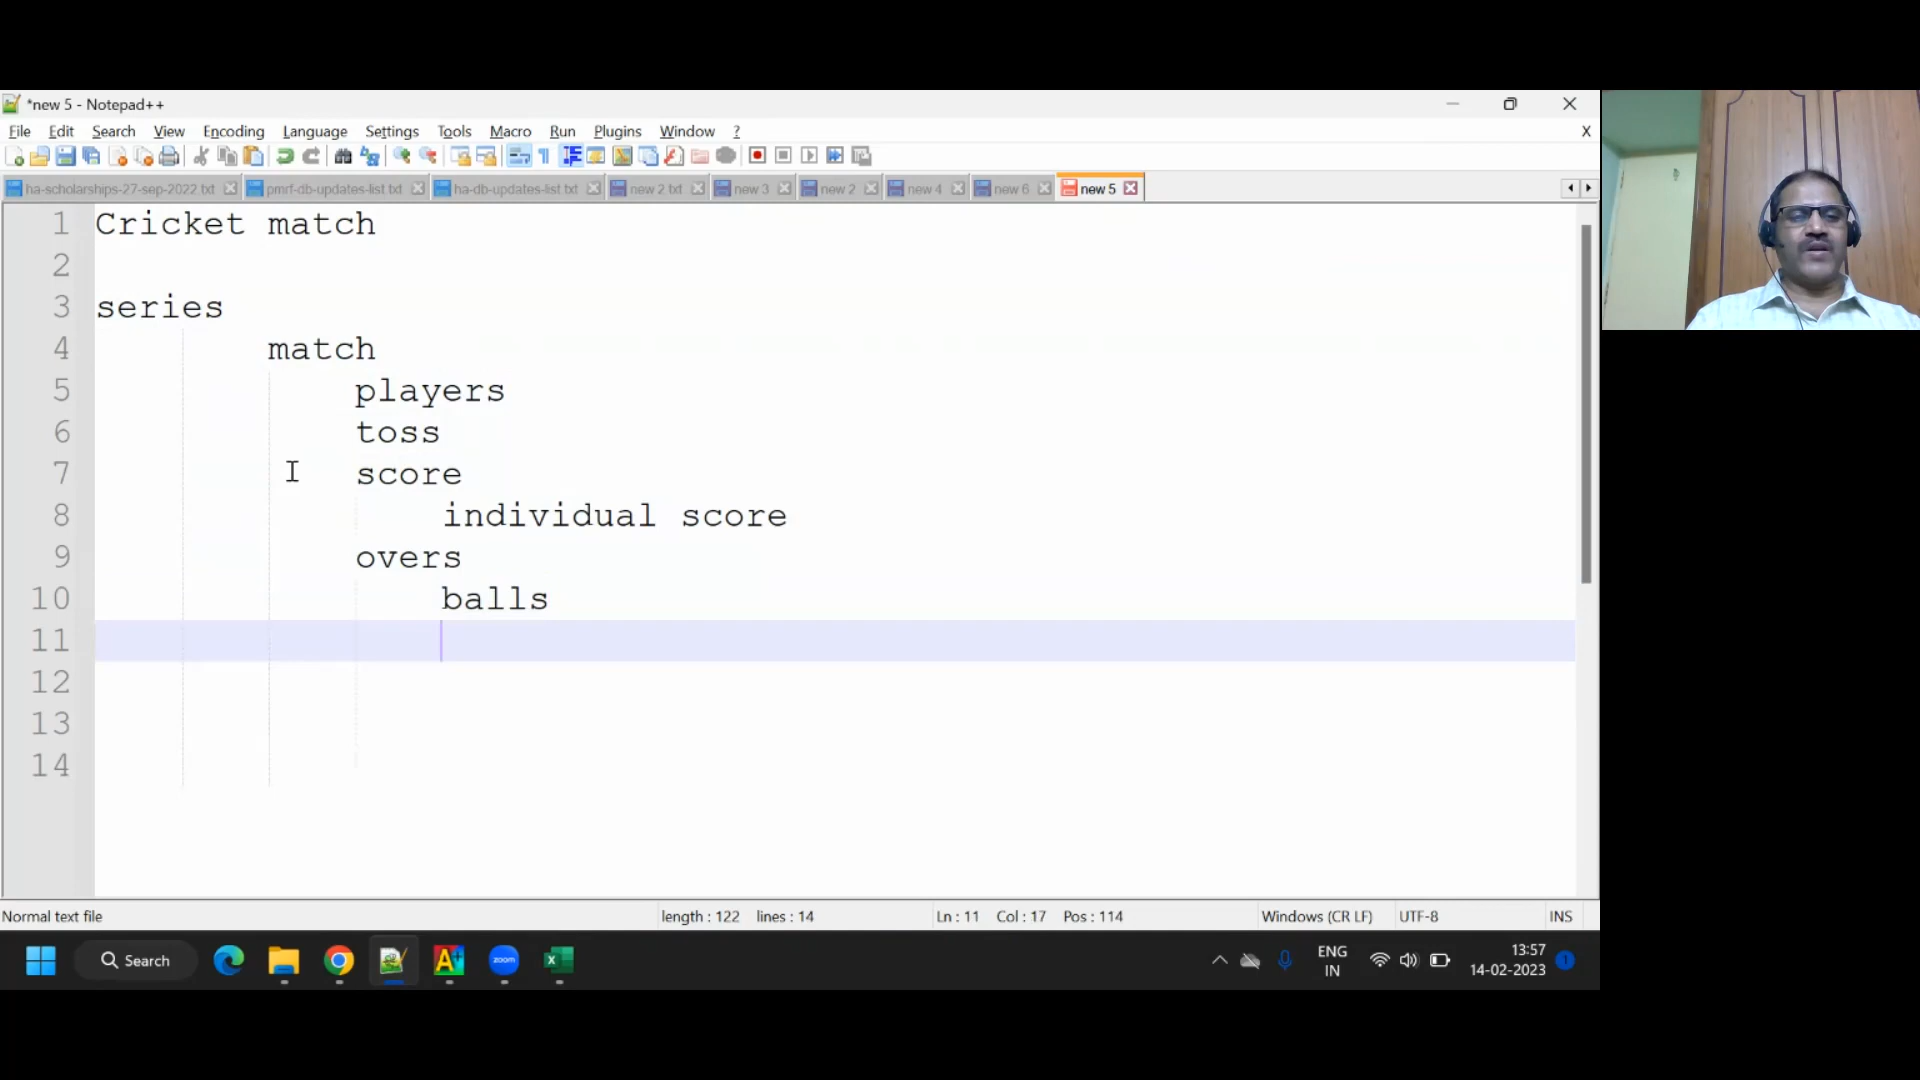 *new 5 - Notepad++
File Edit Search View Encoding Language Settings Tools Macro Run Plugins Window ? X
ha-scholarships-27-sep-2022.txt pmrf-db-updates-list.txt ha-db-updates-list.txt new 2.txt new 3 new 2 new 4 new 6 new 5
1 Cricket match
2
3 series
4 match
5 players
6 toss
7 score
8 individual score
9 overs
10 balls
11
12
13
14
Normal text file length : 122 lines : 14 Ln : 11 Col : 17 Pos : 114 Windows (CR LF) UTF-8 INS
Search zoom ENG IN 13:57
14-02-2023 1